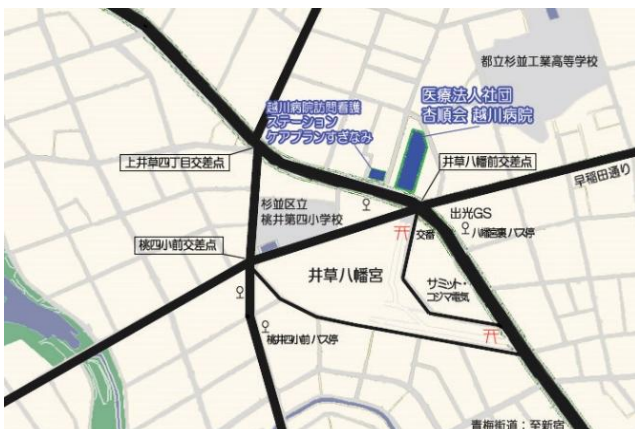 都立杉並工業高等学校
医療法人社団
杏順会 越川病院
越川病院訪問看護
ステーション
ケアプランすぎなみ
上井草四丁目交差点
井草八幡前交差点
早稲田通り
杉並区立
桃井第四小学校
出光GS
交番
八幡宮裏バス停
桃四小前交差点
井草八幡宮
サミット・
コジマ電気
桃井四小前バス停
青梅街道：至新宿